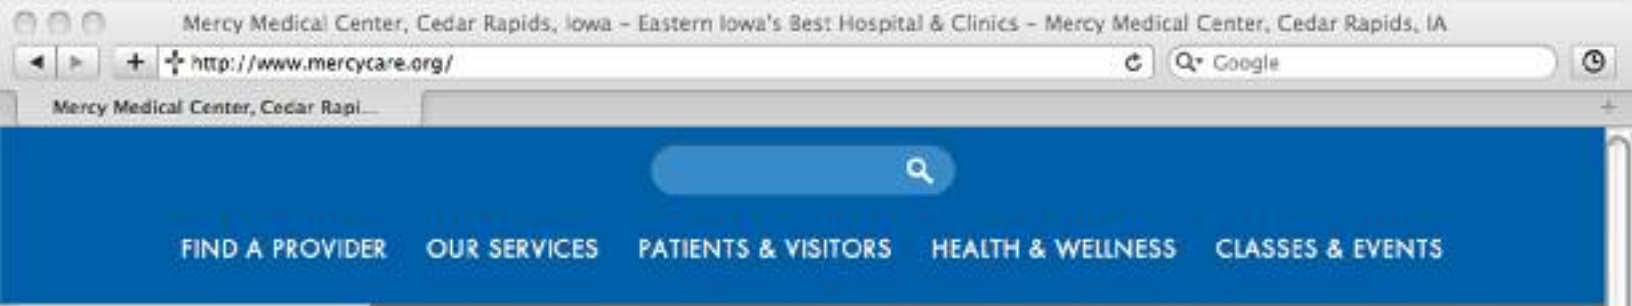 Mercy Medical Center, Cedar Rapids, Iowa – Eastern Iowa's Best Hospital & Clinics – Mercy Medical Center, Cedar Rapids, IA
http://www.mercycare.org/ Google
Mercy Medical Center, Cedar Rapi...
FIND A PROVIDER OUR SERVICES PATIENTS & VISITORS HEALTH & WELLNESS CLASSES & EVENTS